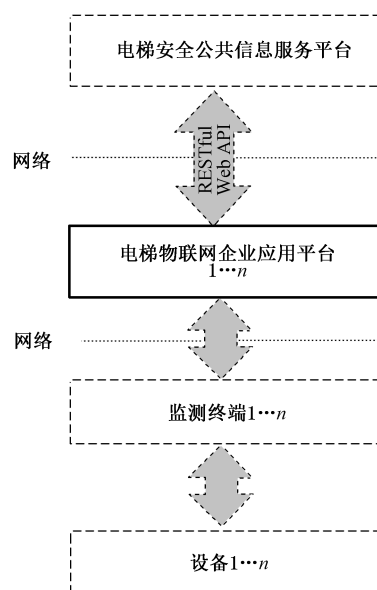 电梯安全公共信息服务平台
RESTful
Web API
网络
电梯物联网企业应用平台
1…n
网络
监测终端1…n
设备1…n